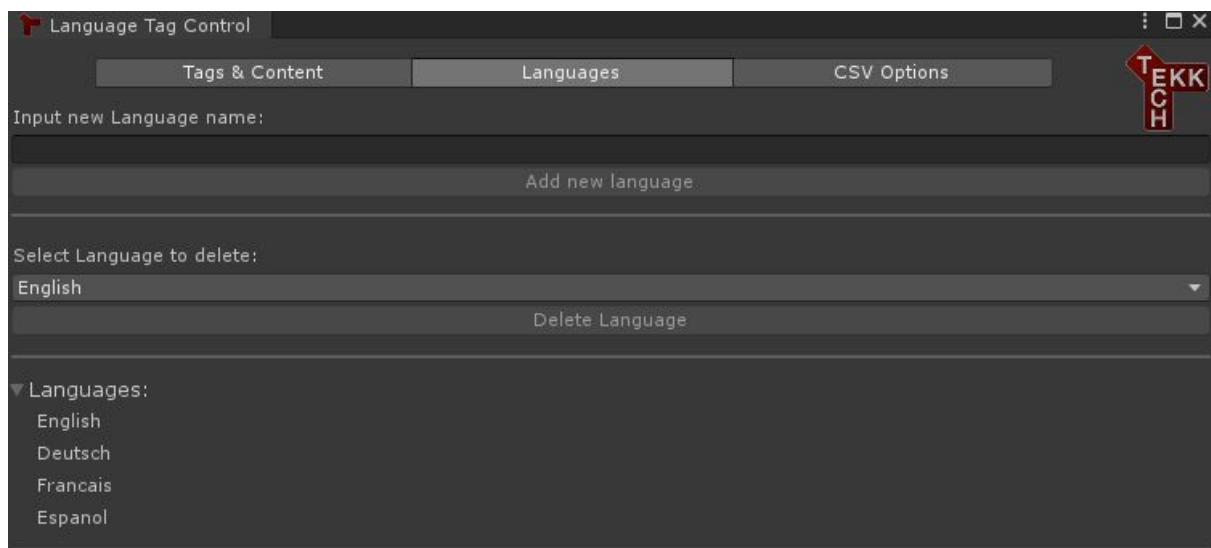 Language Tag Control
Tags & Content Languages CSV Options
TEKK
TECH
Input new Language name:
Add new language
Select Language to delete:
English
Delete Language
Languages:
English
Deutsch
Francais
Espanol